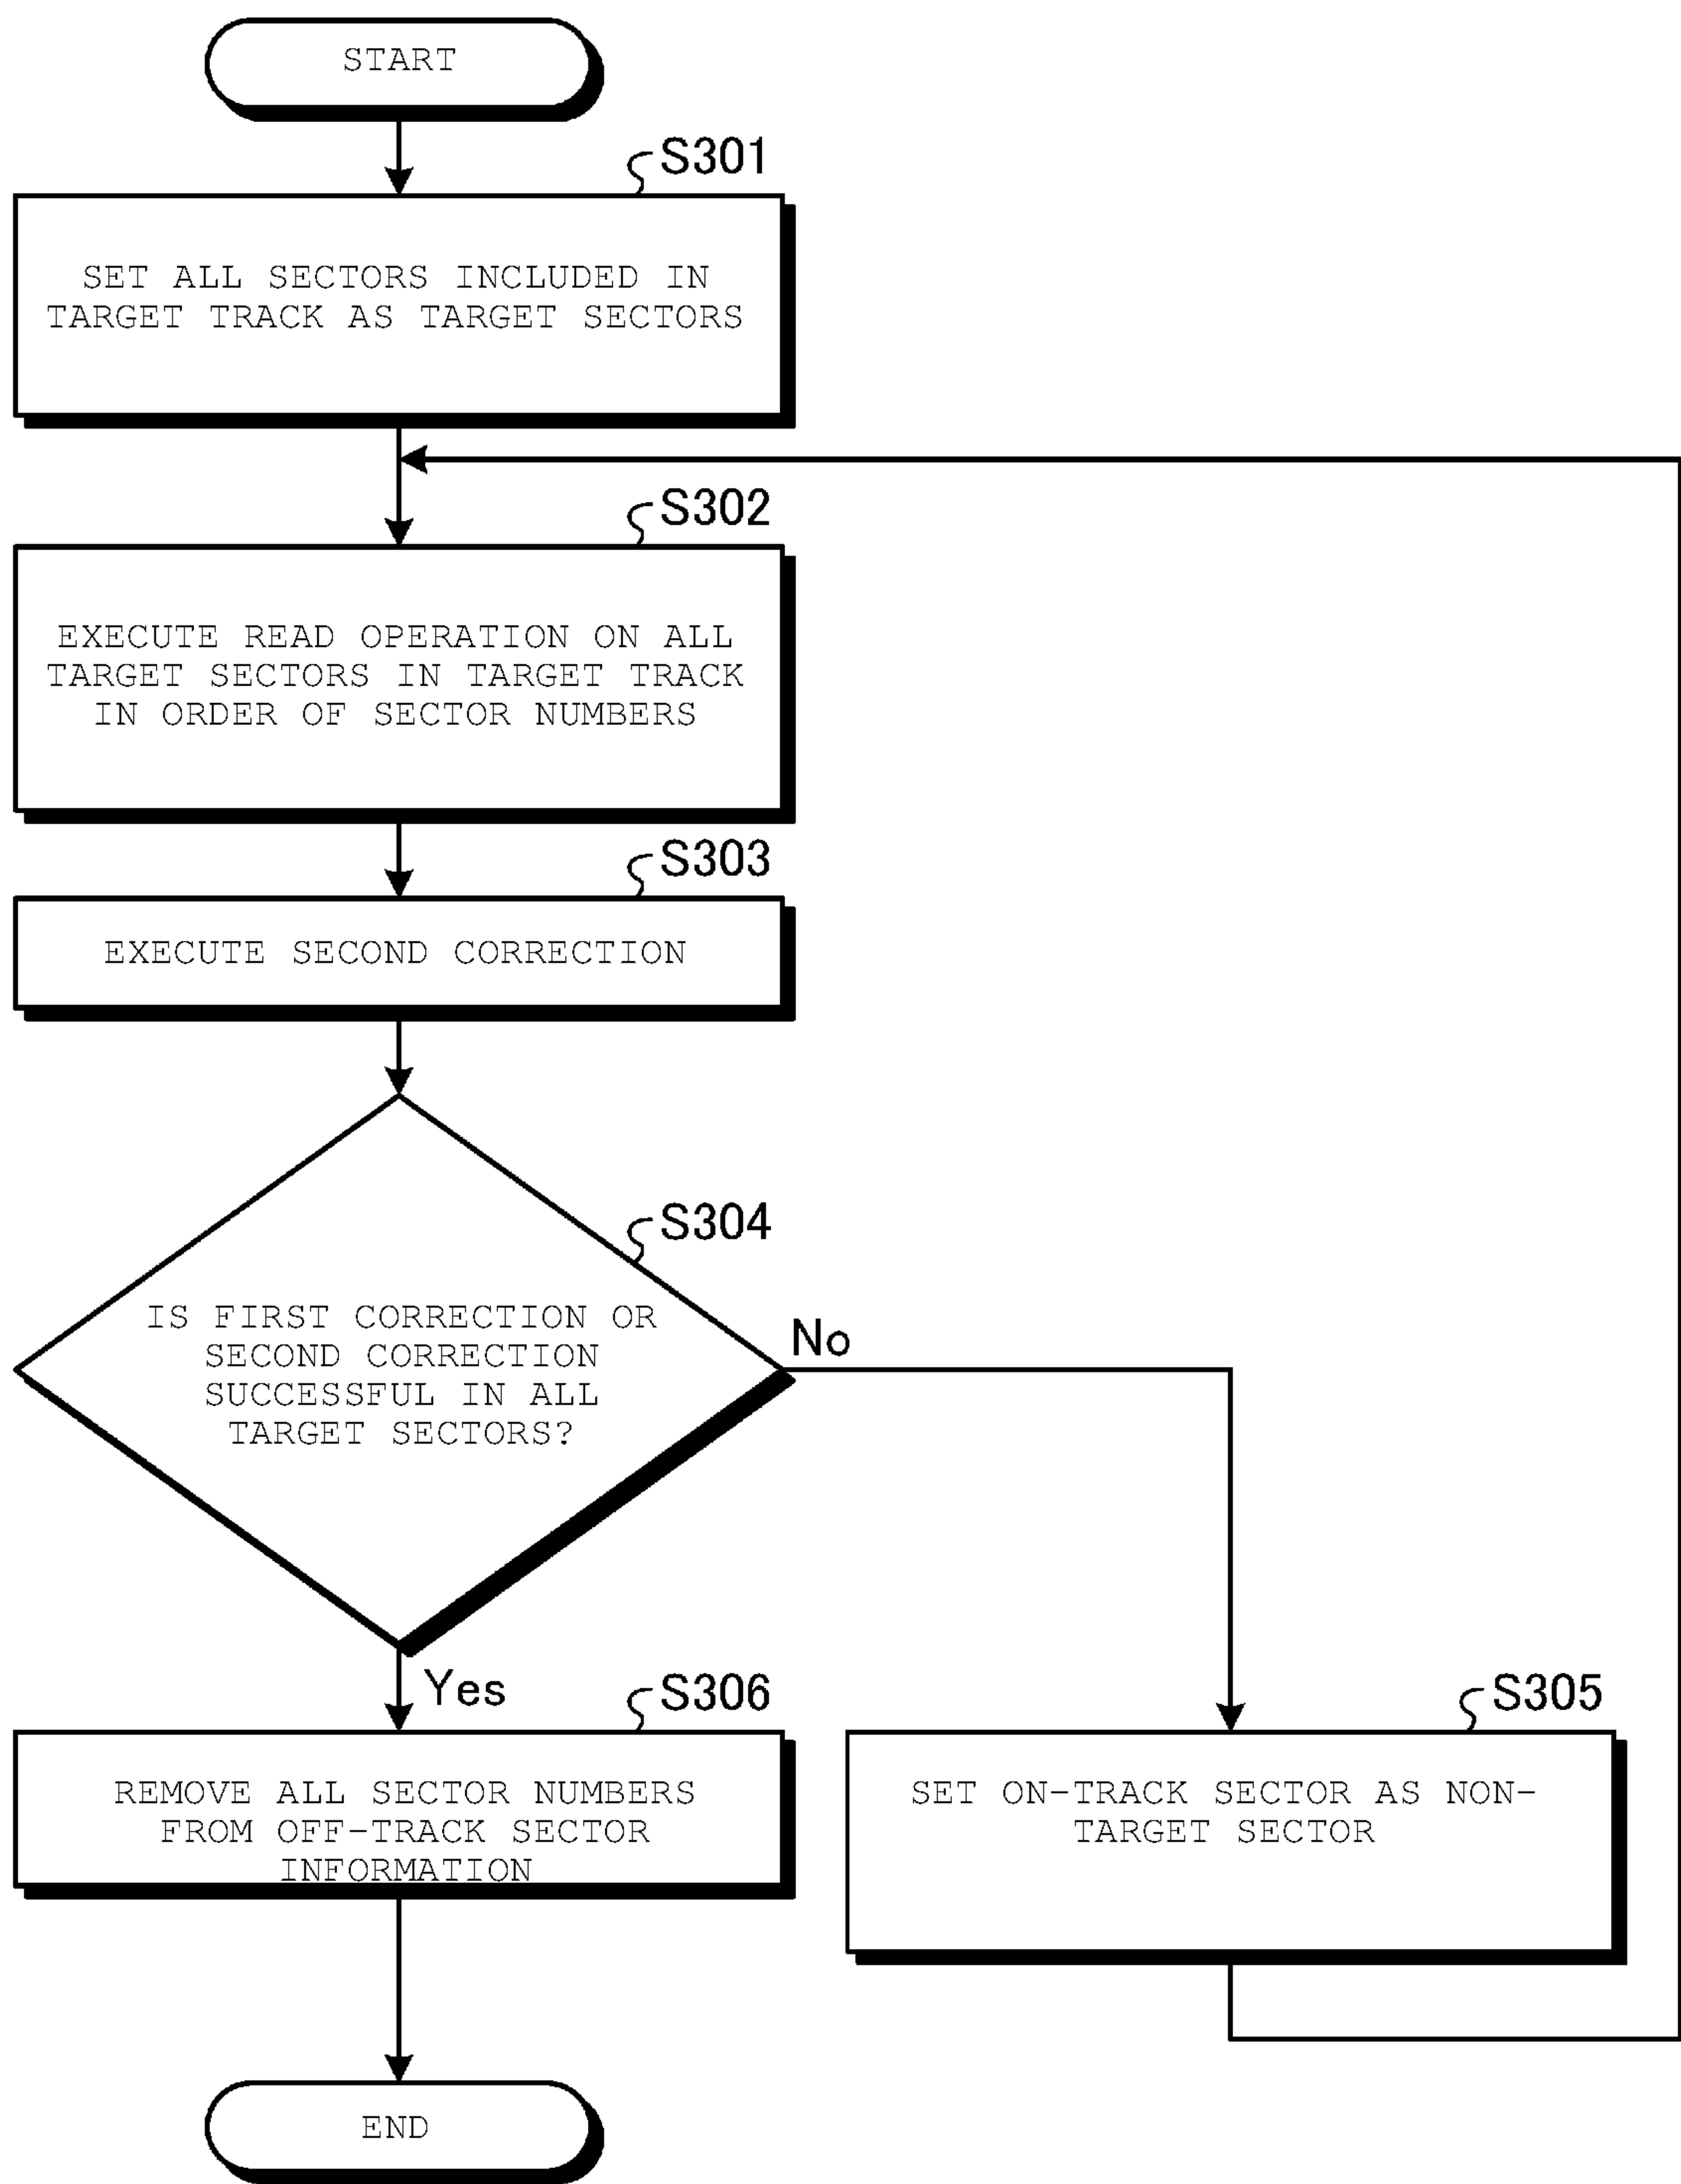 START
S301
SET ALL SECTORS INCLUDED IN
TARGET TRACK AS TARGET SECTORS
S302
EXECUTE READ OPERATION ON ALL
TARGET SECTORS IN TARGET TRACK
IN ORDER OF SECTOR NUMBERS
S303
EXECUTE SECOND CORRECTION
S304
IS FIRST CORRECTION OR
SECOND CORRECTION
SUCCESSFUL IN ALL
TARGET SECTORS?
No
Yes
S306
REMOVE ALL SECTOR NUMBERS
FROM OFF-TRACK SECTOR
INFORMATION
S305
SET ON-TRACK SECTOR AS NON-
TARGET SECTOR
END